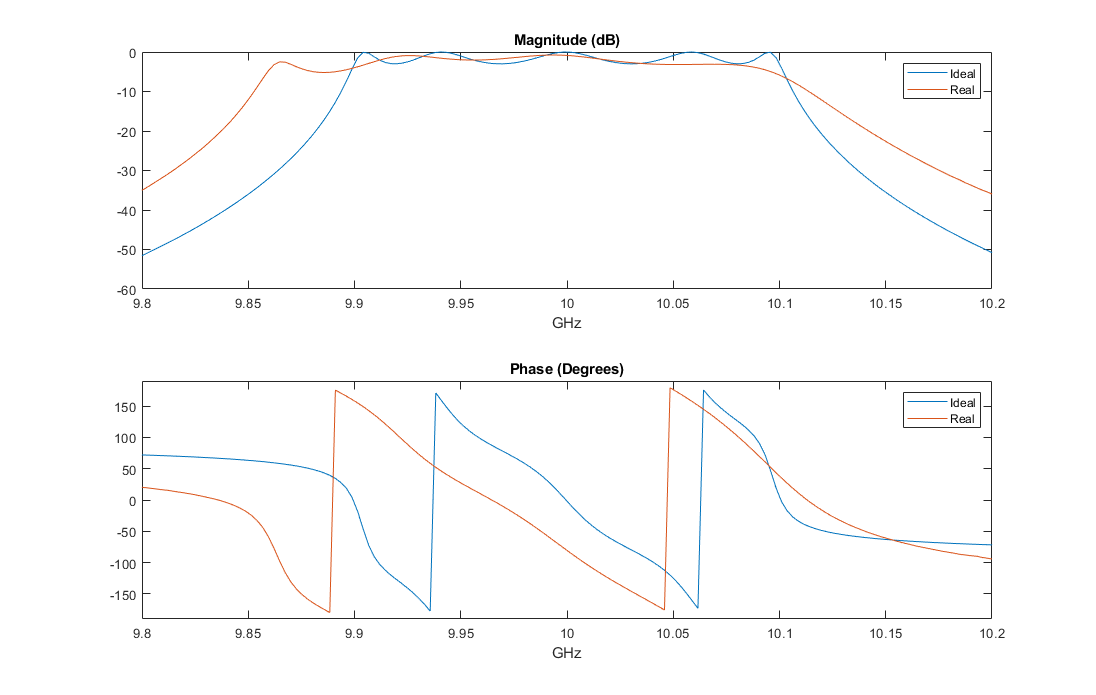 Magnitude (dB)
0
-10
-20
-30
-40
-50
-60
9.8 9.85 9.9 9.95 10 10.05 10.1 10.15 10.2
GHz
Ideal
Real
Phase (Degrees)
150
100
50
0
-50
-100
-150
9.8 9.85 9.9 9.95 10 10.05 10.1 10.15 10.2
GHz
Ideal
Real